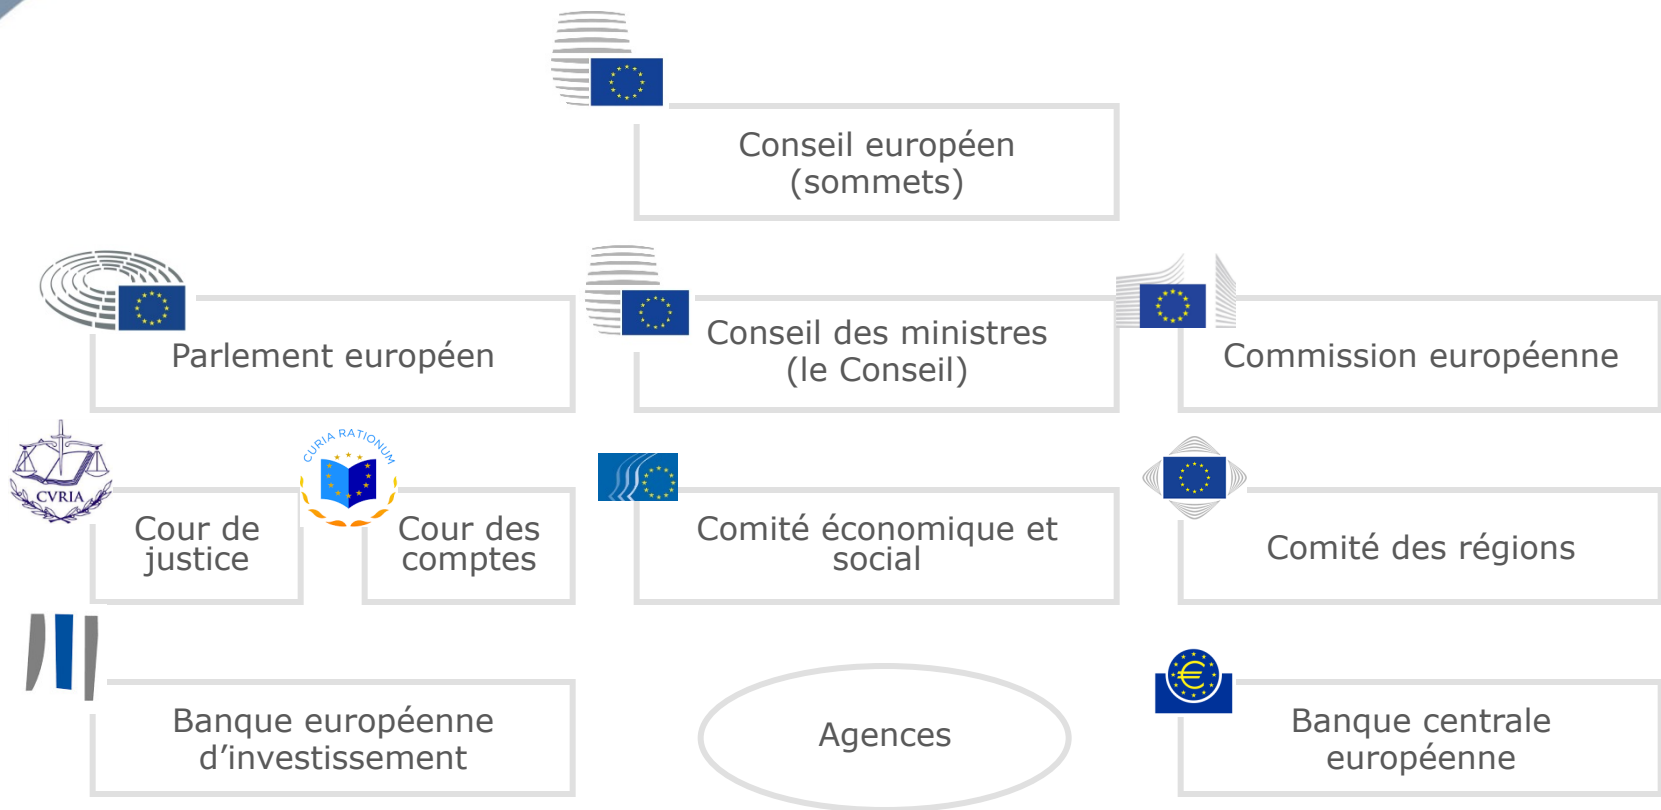 Conseil européen
(sommets)
Parlement européen
Conseil des ministres
(le Conseil)
Commission européenne
CVRIA
Cour de
justice
CURIA RATIONUM
Cour des
comptes
Comité économique et
social
Comité des régions
Banque européenne
d’investissement
Agences
€
Banque centrale
européenne